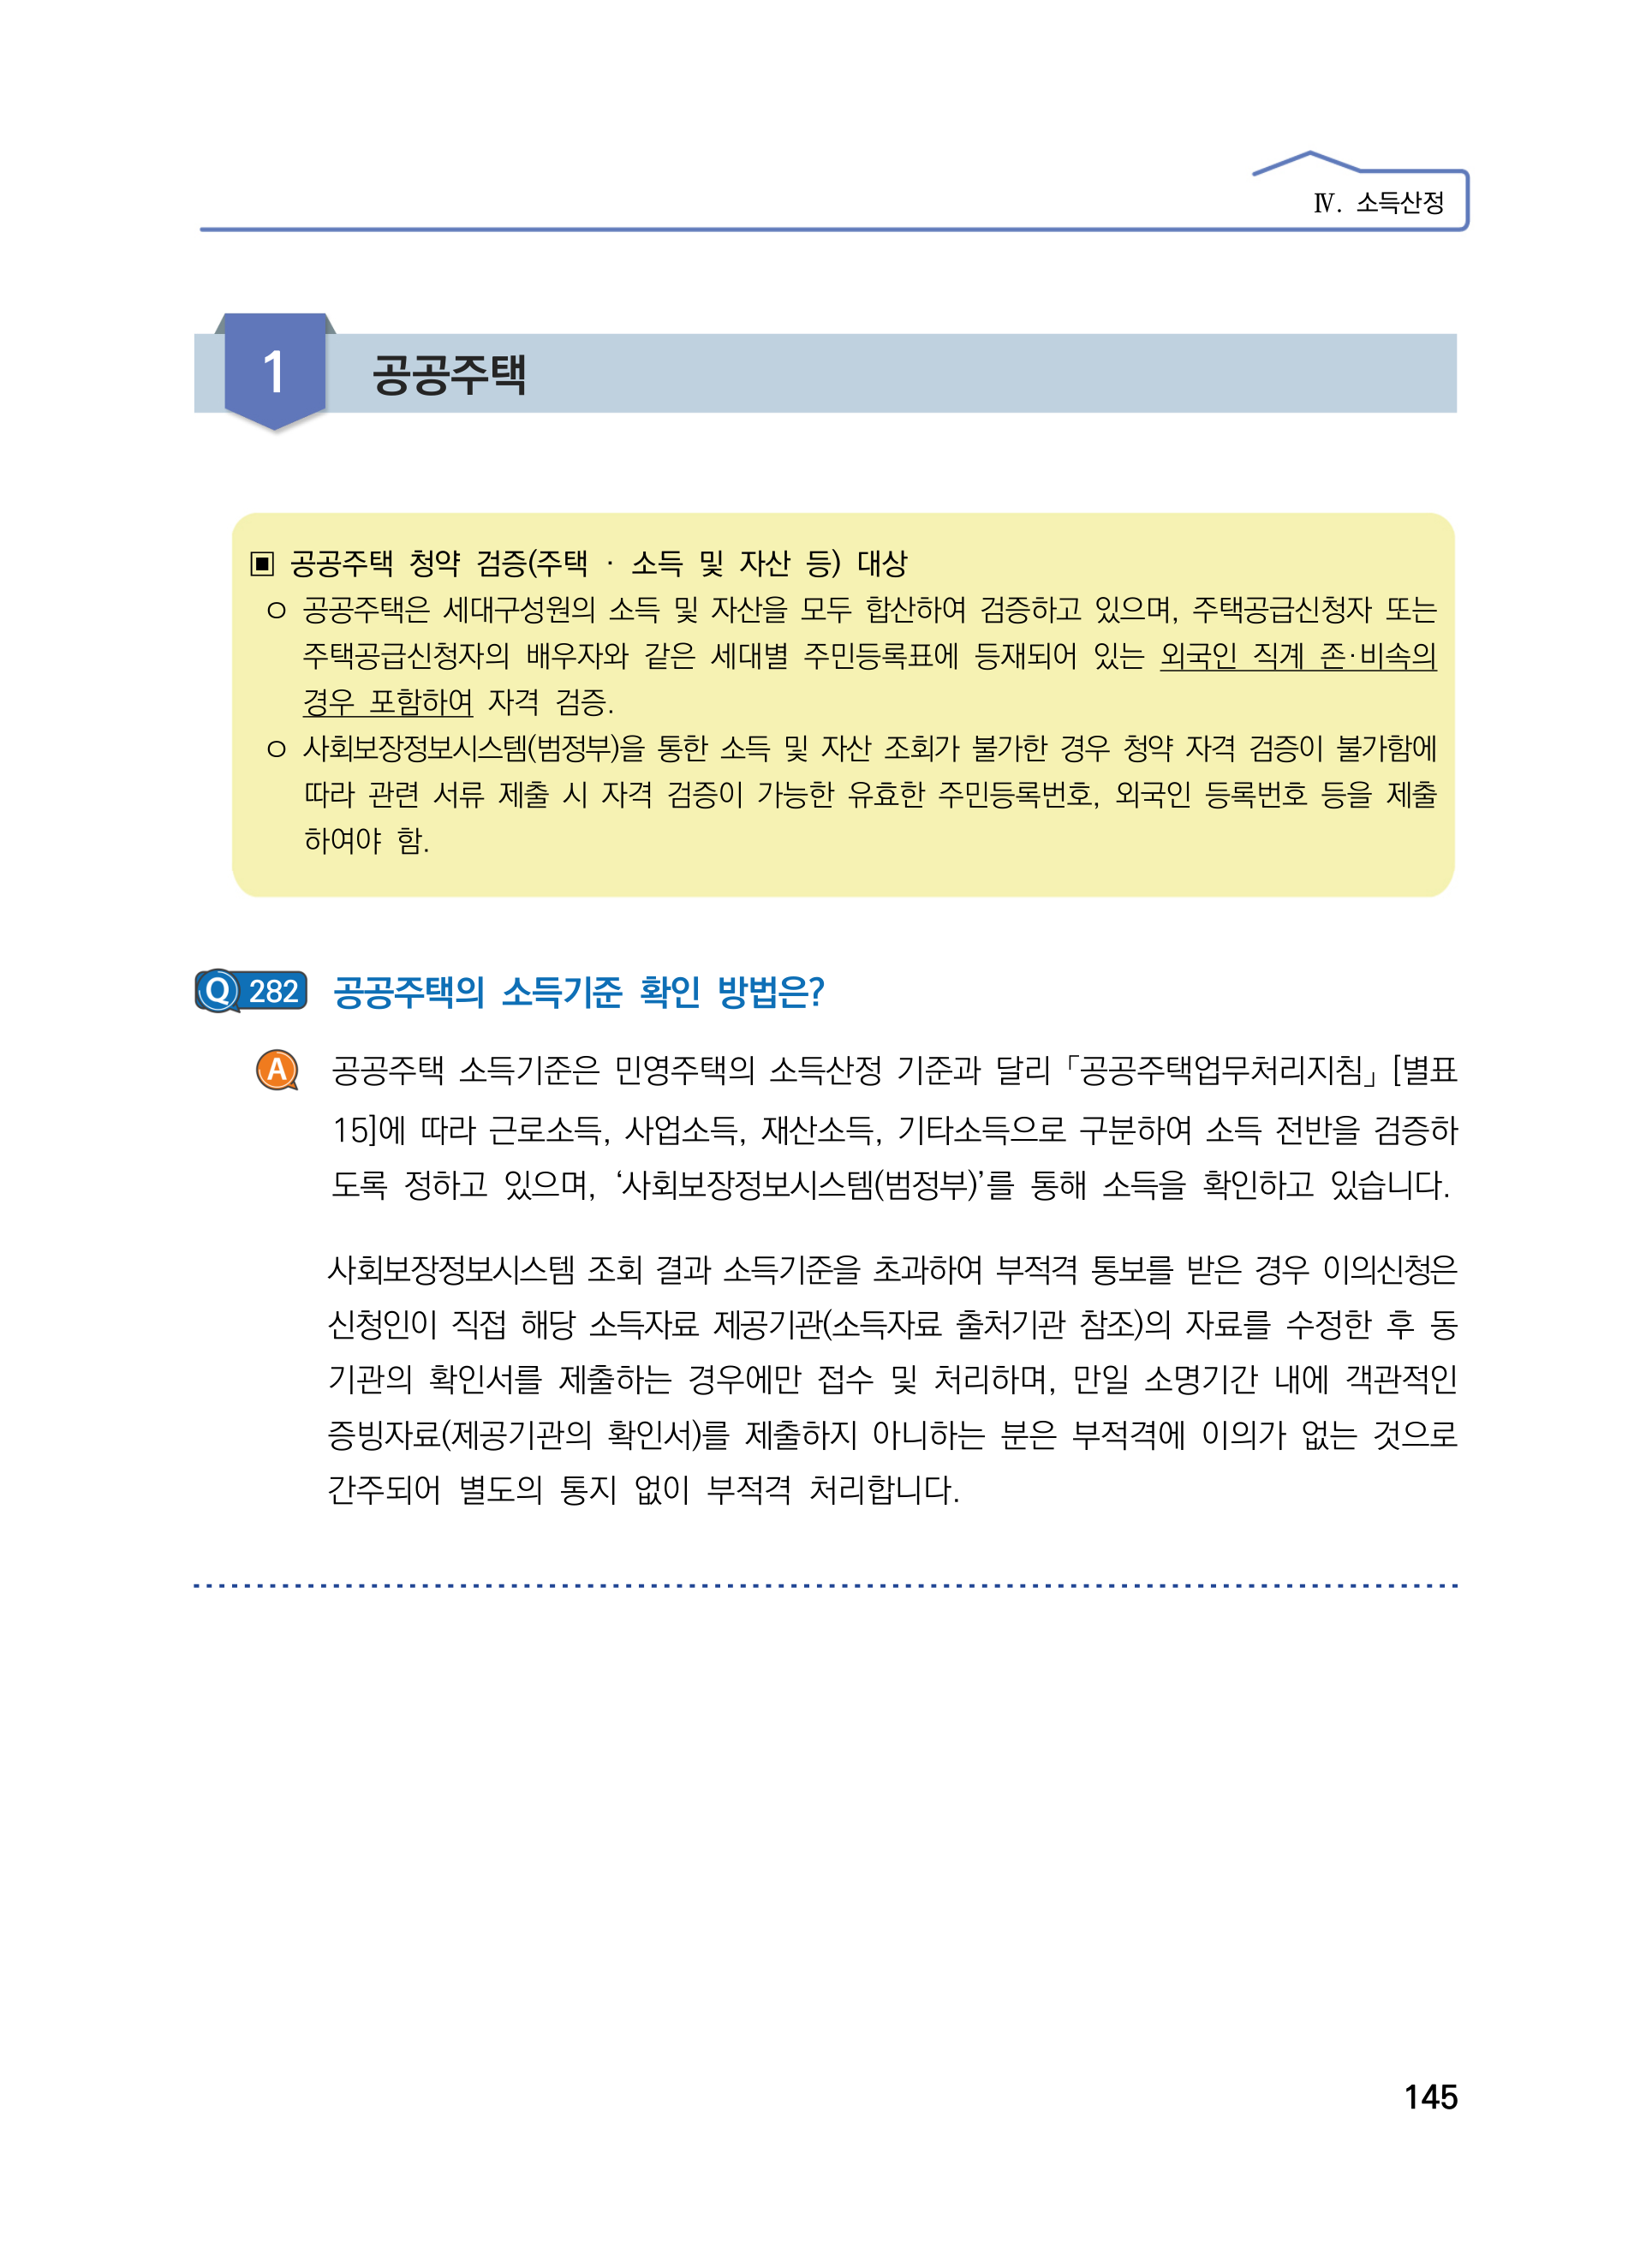 Ⅳ. 소득산정
1 공공주택
▣ 공공주택 청약 검증(주택 · 소득 및 자산 등) 대상
ㅇ 공공주택은 세대구성원의 소득 및 자산을 모두 합산하여 검증하고 있으며, 주택공급신청자 또는
주택공급신청자의 배우자와 같은 세대별 주민등록표에 등재되어 있는 외국인 직계 존·비속의
경우 포함하여 자격 검증.
ㅇ 사회보장정보시스템(범정부)을 통한 소득 및 자산 조회가 불가한 경우 청약 자격 검증이 불가함에
따라 관련 서류 제출 시 자격 검증이 가능한 유효한 주민등록번호, 외국인 등록번호 등을 제출
하여야 함.
Q 282 공공주택의 소득기준 확인 방법은?
A 공공주택 소득기준은 민영주택의 소득산정 기준과 달리 「공공주택업무처리지침」 [별표
15]에 따라 근로소득, 사업소득, 재산소득, 기타소득으로 구분하여 소득 전반을 검증하
도록 정하고 있으며, ‘사회보장정보시스템(범정부)’를 통해 소득을 확인하고 있습니다.
사회보장정보시스템 조회 결과 소득기준을 초과하여 부적격 통보를 받은 경우 이의신청은
신청인이 직접 해당 소득자료 제공기관(소득자료 출처기관 참조)의 자료를 수정한 후 동
기관의 확인서를 제출하는 경우에만 접수 및 처리하며, 만일 소명기간 내에 객관적인
증빙자료(제공기관의 확인서)를 제출하지 아니하는 분은 부적격에 이의가 없는 것으로
간주되어 별도의 통지 없이 부적격 처리합니다.
145